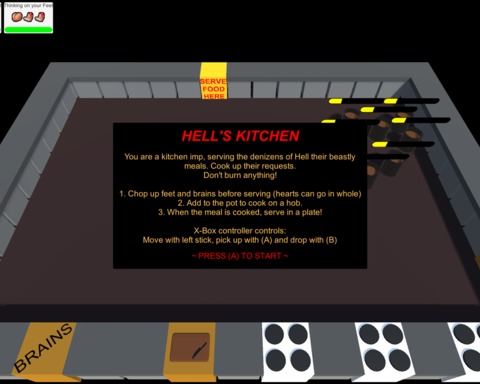 Thinking on your Feet
SERVE
FOOD
HERE
HELL'S KITCHEN
You are a kitchen imp, serving the denizens of Hell their beastly
meals. Cook up their requests.
Don't burn anything!
1. Chop up feet and brains before serving (hearts can go in whole)
2. Add to the pot to cook on a hob.
3. When the meal is cooked, serve in a plate!
X-Box controller controls:
Move with left stick, pick up with (A) and drop with (B)
~ PRESS (A) TO START ~
BRAINS